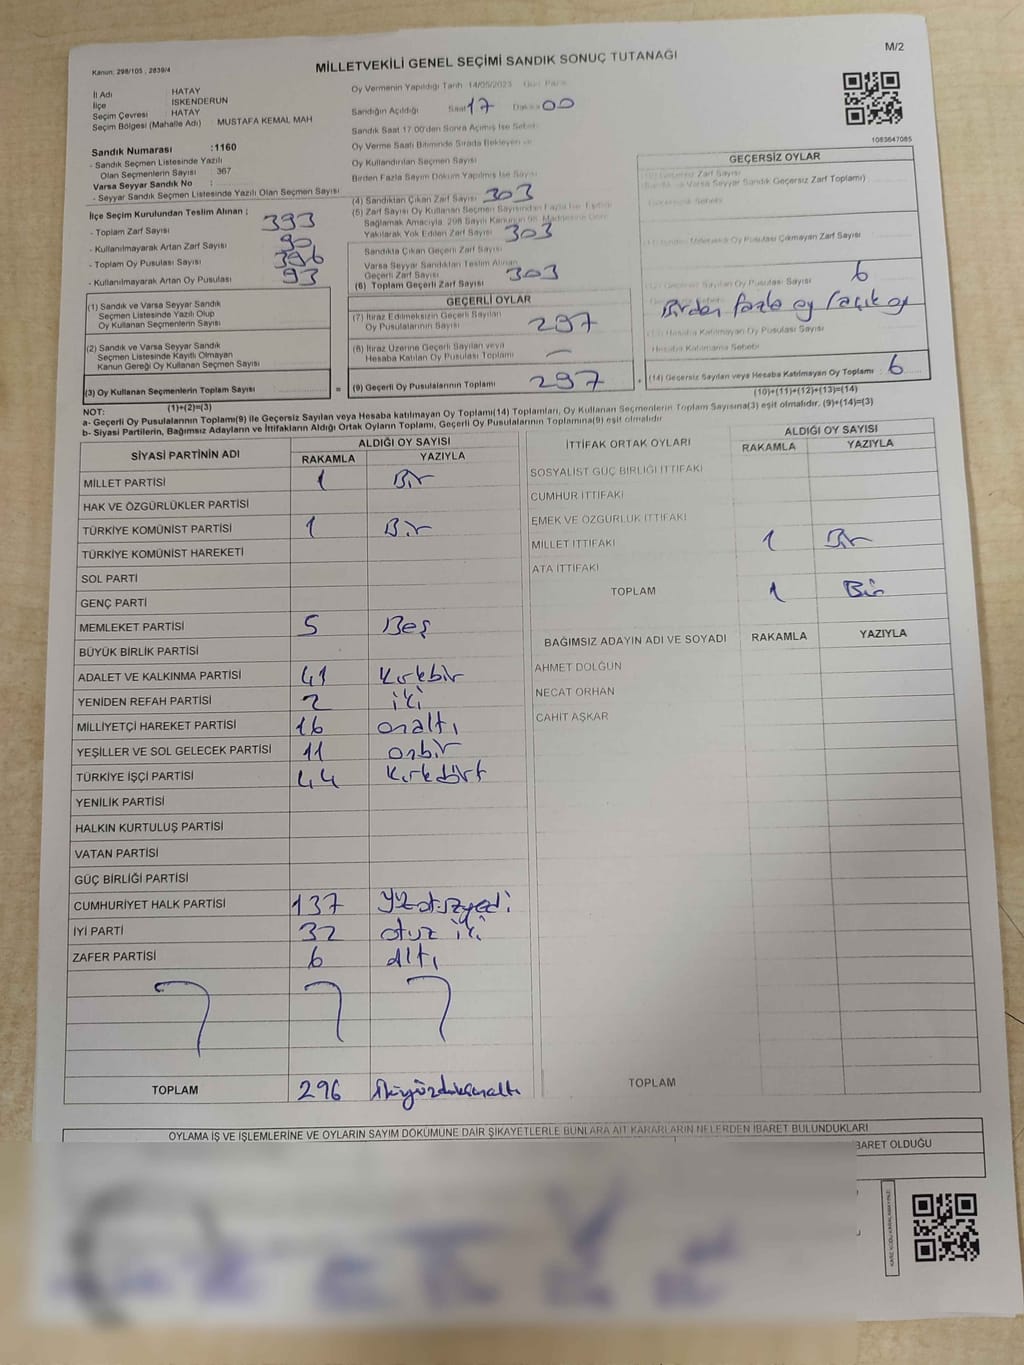 M/2
Kanun: 298/105 , 2839/4
MİLLETVEKİLİ GENEL SEÇİMİ SANDIK SONUÇ TUTANAĞI
İl Adı : HATAY
İlçe : İSKENDERUN
Seçim Çevresi : HATAY
Seçim Bölgesi (Mahalle Adı) : MUSTAFA KEMAL MAH
Oy Vermenin Yapıldığı Tarih 14/05/2023 Gün Pazar
Sandığın Açıldığı Saat 17 Dakika 00
Sandık Saat 17:00'den Sonra Açılmış İse Sebebi
Oy Verme Saati Bitiminde Sırada Bekleyen ve
Oy Kullandırılan Seçmen Sayısı
Birden Fazla Sayım Döküm Yapılmış İse Sayısı
1083647085
Sandık Numarası :1160
- Sandık Seçmen Listesinde Yazılı
Olan Seçmenlerin Sayısı : 367
Varsa Seyyar Sandık No :
- Seyyar Sandık Seçmen Listesinde Yazılı Olan Seçmen Sayısı
İlçe Seçim Kurulundan Teslim Alınan ;
- Toplam Zarf Sayısı 393
- Kullanılmayarak Artan Zarf Sayısı 90
- Toplam Oy Pusulası Sayısı 396
- Kullanılmayarak Artan Oy Pusulası 93
(1) Sandık ve Varsa Seyyar Sandık
Seçmen Listesinde Yazılı Olup
Oy Kullanan Seçmenlerin Sayısı
(2) Sandık ve Varsa Seyyar Sandık
Seçmen Listesinde Kayıtlı Olmayan
Kanun Gereği Oy Kullanan Seçmen Sayısı
(3) Oy Kullanan Seçmenlerin Toplam Sayısı =
(1)+(2)=(3)
(4) Sandıktan Çıkan Zarf Sayısı 303
(5) Zarf Sayısı Oy Kullanan Seçmen Sayısından Fazla İse Eşitliği
Sağlamak Amacıyla, 298 Sayılı Kanunun 98. Maddesine Göre
Yakılarak Yok Edilen Zarf Sayısı 303
Sandıkta Çıkan Geçerli Zarf Sayısı
Varsa Seyyar Sandıktan Teslim Alınan
Geçerli Zarf Sayısı
(6) Toplam Geçerli Zarf Sayısı 303
GEÇERLİ OYLAR
(7) İtiraz Edilmeksizin Geçerli Sayılan
Oy Pusulalarının Sayısı 297
(8) İtiraz Üzerine Geçerli Sayılan veya
Hesaba Katılan Oy Pusulası Toplamı —
(9) Geçerli Oy Pusulalarının Toplamı 297 +
GEÇERSİZ OYLAR
(10) Geçersiz Zarf Sayısı
(Sandık ve Varsa Seyyar Sandık Geçersiz Zarf Toplamı)
Geçersizlik Sebebi
(11) İçinden Milletvekili Oy Pusulası Çıkmayan Zarf Sayısı
(12) Geçersiz Sayılan Oy Pusulası Sayısı 6
Birden fazla oy /açık oy
(13) Hesaba Katılmayan Oy Pusulası Sayısı
Hesaba Katılmama Sebebi
(14) Geçersiz Sayılan veya Hesaba Katılmayan Oy Toplamı : 6
(10)+(11)+(12)+(13)=(14)
NOT:
a- Geçerli Oy Pusulalarının Toplamı(9) ile Geçersiz Sayılan veya Hesaba katılmayan Oy Toplamı(14) Toplamları, Oy Kullanan Seçmenlerin Toplam Sayısına(3) eşit olmalıdır. (9)+(14)=(3)
b- Siyasi Partilerin, Bağımsız Adayların ve İttifakların Aldığı Ortak Oyların Toplamı, Geçerli Oy Pusulalarının Toplamına(9) eşit olmalıdır
SİYASİ PARTİNİN ADI ALDIĞI OY SAYISI
RAKAMLA YAZIYLA
MİLLET PARTİSİ 1 Bir
HAK VE ÖZGÜRLÜKLER PARTİSİ
TÜRKİYE KOMÜNİST PARTİSİ 1 Bir
TÜRKİYE KOMÜNİST HAREKETİ
SOL PARTİ
GENÇ PARTİ
MEMLEKET PARTİSİ 5 Beş
BÜYÜK BİRLİK PARTİSİ
ADALET VE KALKINMA PARTİSİ 41 Kırkbir
YENİDEN REFAH PARTİSİ 2 iki
MİLLİYETÇİ HAREKET PARTİSİ 16 onaltı
YEŞİLLER VE SOL GELECEK PARTİSİ 11 onbir
TÜRKİYE İŞÇİ PARTİSİ 44 Kırkdört
YENİLİK PARTİSİ
HALKIN KURTULUŞ PARTİSİ
VATAN PARTİSİ
GÜÇ BİRLİĞİ PARTİSİ
CUMHURİYET HALK PARTİSİ 137 yüzotuzyedi
İYİ PARTİ 32 otuz iki
ZAFER PARTİSİ 6 altı
TOPLAM 296 ikiyüzdoksanaltı
İTTİFAK ORTAK OYLARI ALDIĞI OY SAYISI
RAKAMLA YAZIYLA
SOSYALİST GÜÇ BİRLİĞİ İTTİFAKI
CUMHUR İTTİFAKI
EMEK VE ÖZGÜRLÜK İTTİFAKI
MİLLET İTTİFAKI 1 Bir
ATA İTTİFAKI
TOPLAM 1 Bir
BAĞIMSIZ ADAYIN ADI VE SOYADI RAKAMLA YAZIYLA
AHMET DOLĞUN
NECAT ORHAN
CAHİT AŞKAR
TOPLAM
OYLAMA İŞ VE İŞLEMLERİNE VE OYLARIN SAYIM DÖKÜMÜNE DAİR ŞİKAYETLERLE BUNLARA AİT KARARLARIN NELERDEN İBARET BULUNDUKLARI
BARET OLDUĞU